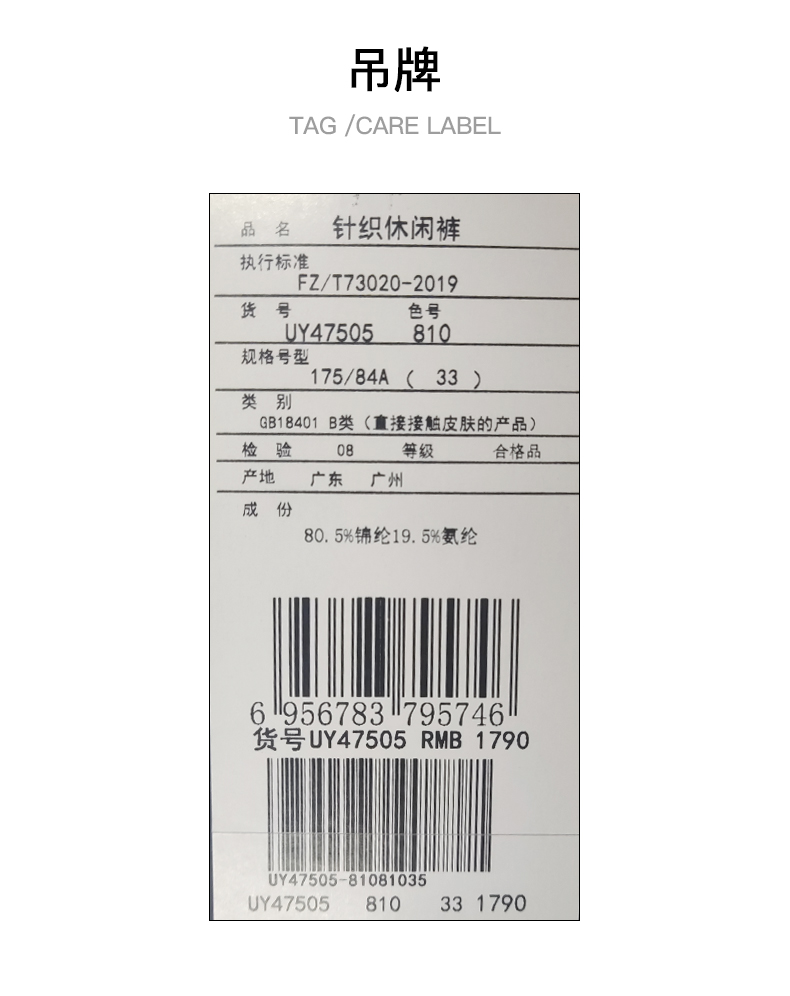 吊牌
TAG /CARE LABEL
品 名 针织休闲裤
执行标准
FZ/T73020-2019
货 号 色号
UY47505 810
规格号型
175/84A ( 33 )
类 别
GB18401 B类（直接接触皮肤的产品）
检 验 08 等级 合格品
产地 广东 广州
成 份
80.5%锦纶19.5%氨纶
6 956783 795746
货号UY47505 RMB 1790
UY47505-81081035
UY47505 810 33 1790